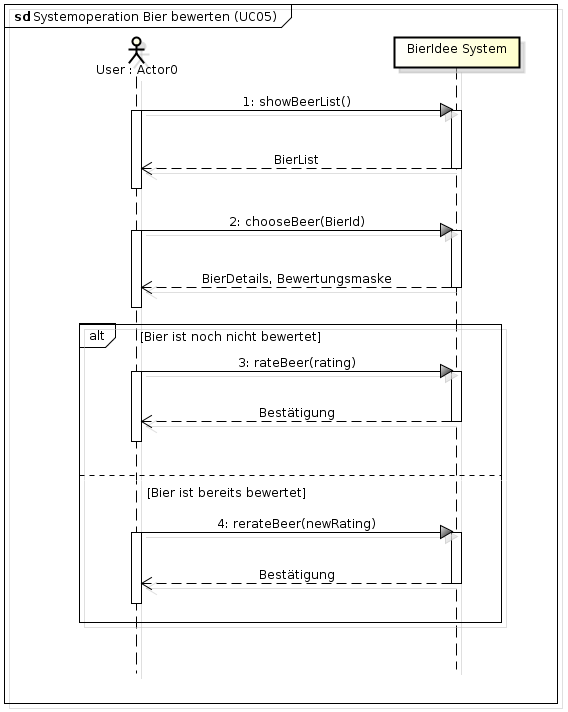 sd Systemoperation Bier bewerten (UC05)
User : Actor0
BierIdee System
1: showBeerList()
BierList
2: chooseBeer(BierId)
BierDetails, Bewertungsmaske
alt
[Bier ist noch nicht bewertet]
3: rateBeer(rating)
Bestätigung
[Bier ist bereits bewertet]
4: rerateBeer(newRating)
Bestätigung